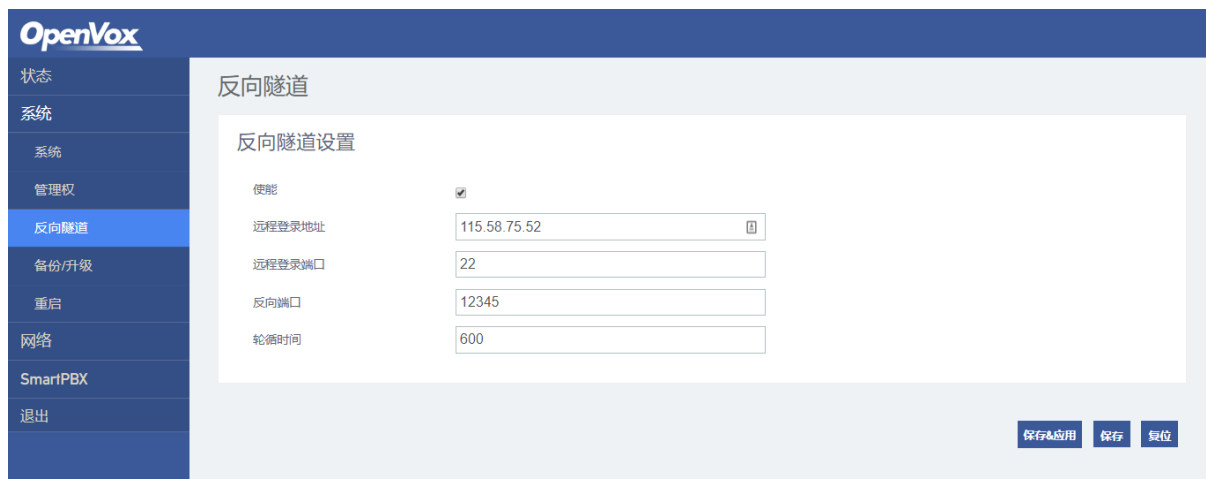 OpenVox
状态
系统
系统
管理权
反向隧道
备份/升级
重启
网络
SmartPBX
退出
反向隧道
反向隧道设置
使能
远程登录地址 115.58.75.52
远程登录端口 22
反向端口 12345
轮循时间 600
保存&应用 保存 复位